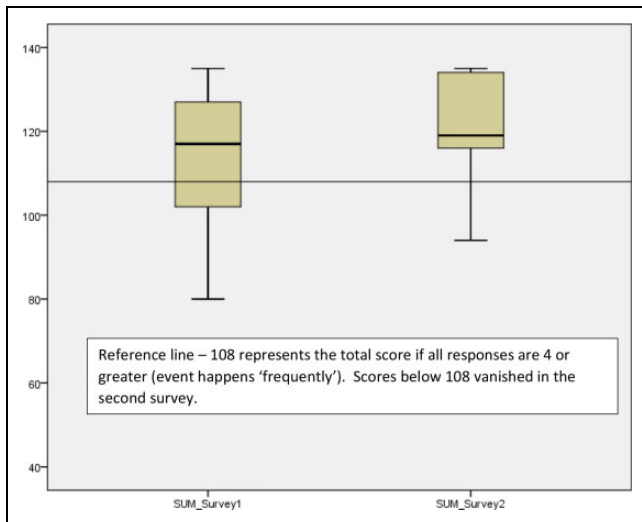 140
120
100
80
60
40
Reference line – 108 represents the total score if all responses are 4 or
greater (event happens ‘frequently’).  Scores below 108 vanished in the
second survey.
SUM_Survey1
SUM_Survey2